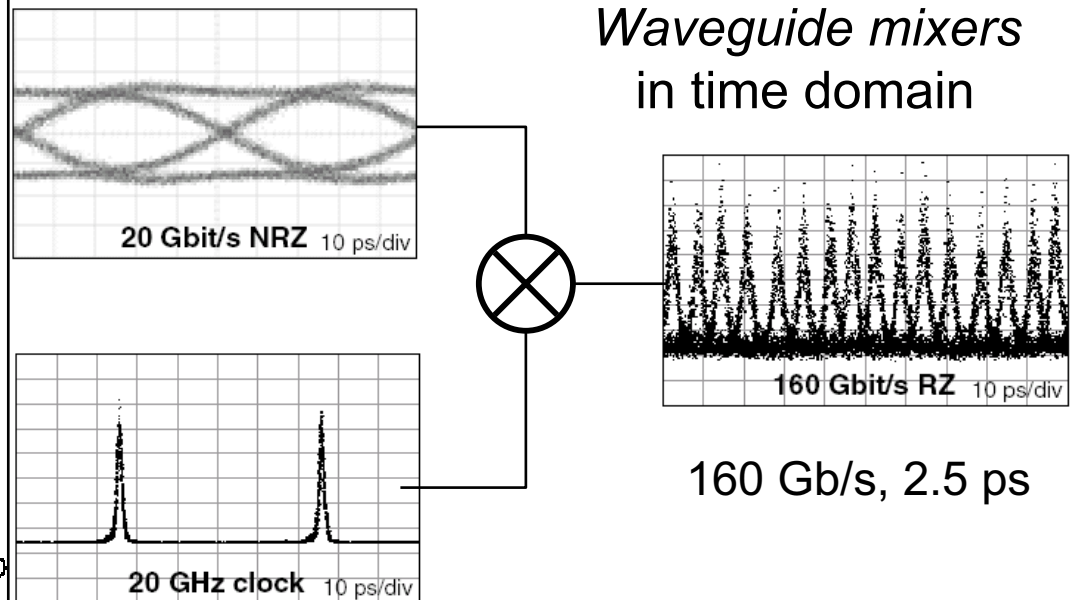 Waveguide mixers
in time domain
20 Gbit/s NRZ 10 ps/div
160 Gbit/s RZ 10 ps/div
160 Gb/s, 2.5 ps
20 GHz clock 10 ps/div